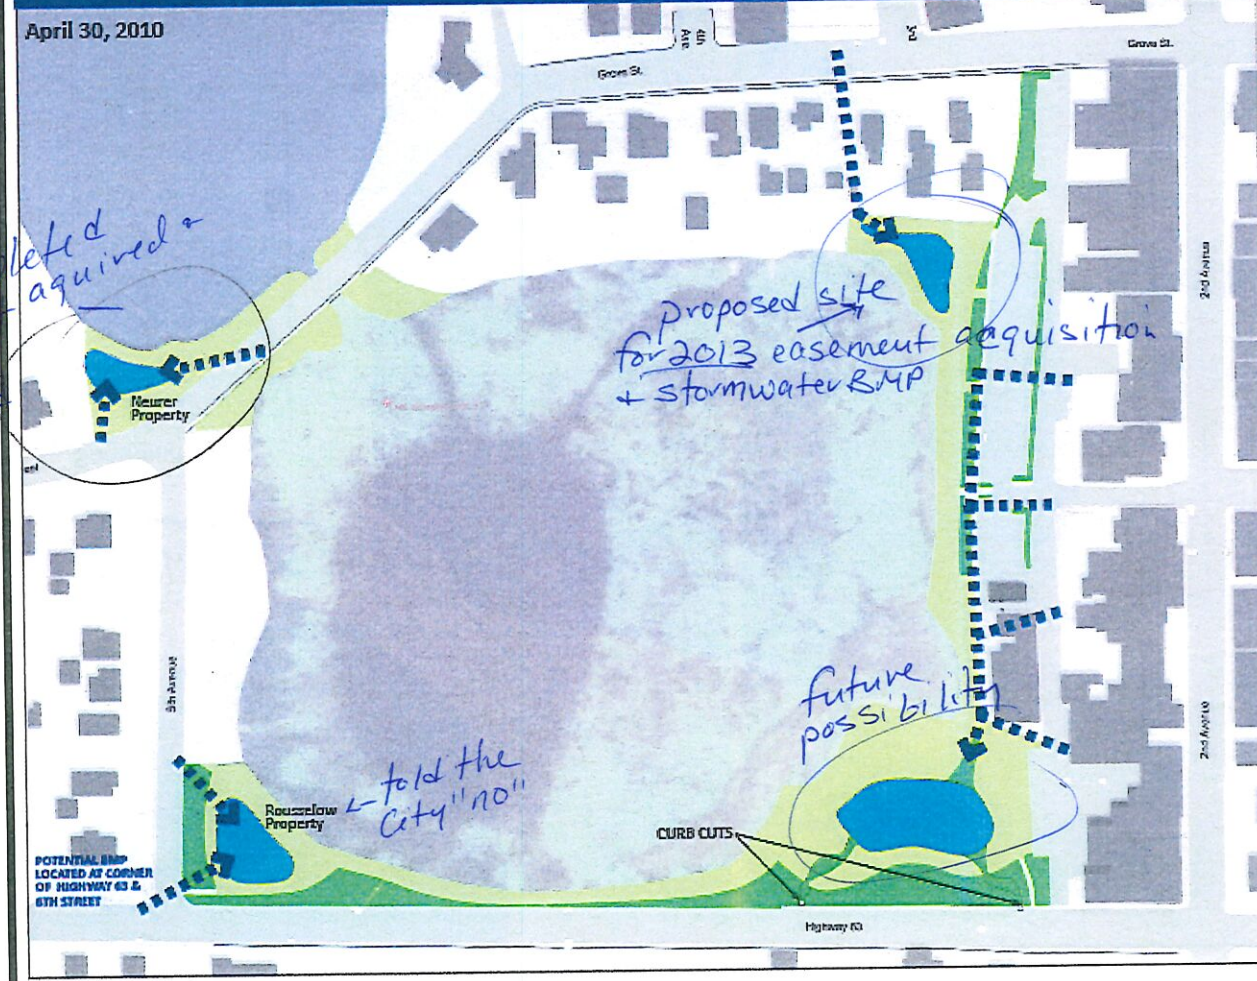 April 30, 2010
4th
Ave
3rd
Grove St.
Grove St.
leted
aquired &
2nd Avenue
proposed site
for 2013 easement acquisition
+ stormwater BMP
Neurer
Property
future
possibility
5th Avenue
2nd Avenue
told the
City "no"
Rousselow
Property
CURB CUTS
POTENTIAL BMP
LOCATED AT CORNER
OF HIGHWAY 63 &
6TH STREET
Highway 63